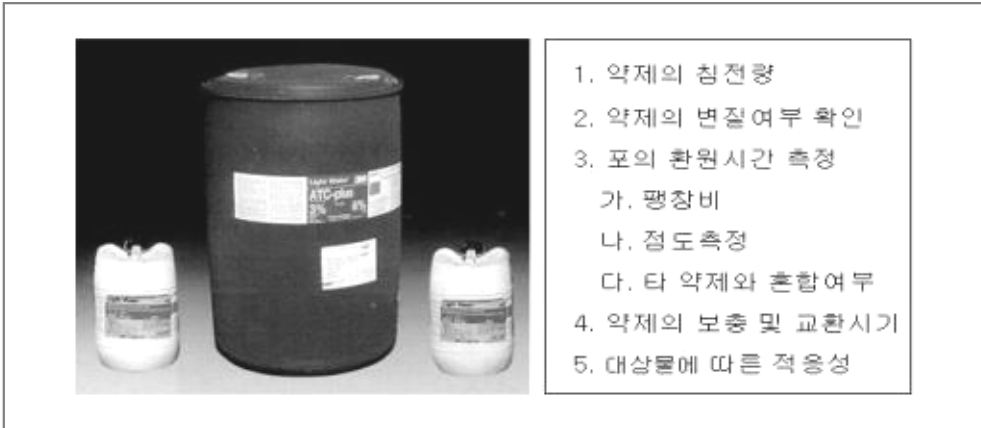 Light Water
ATC-plus
3% 6%
1. 약제의 침전량
2. 약제의 변질여부 확인
3. 포의 환원시간 측정
가. 팽창비
나. 점도측정
다. 타 약제와 혼합여부
4. 약제의 보충 및 교환시기
5. 대상물에 따른 적응성